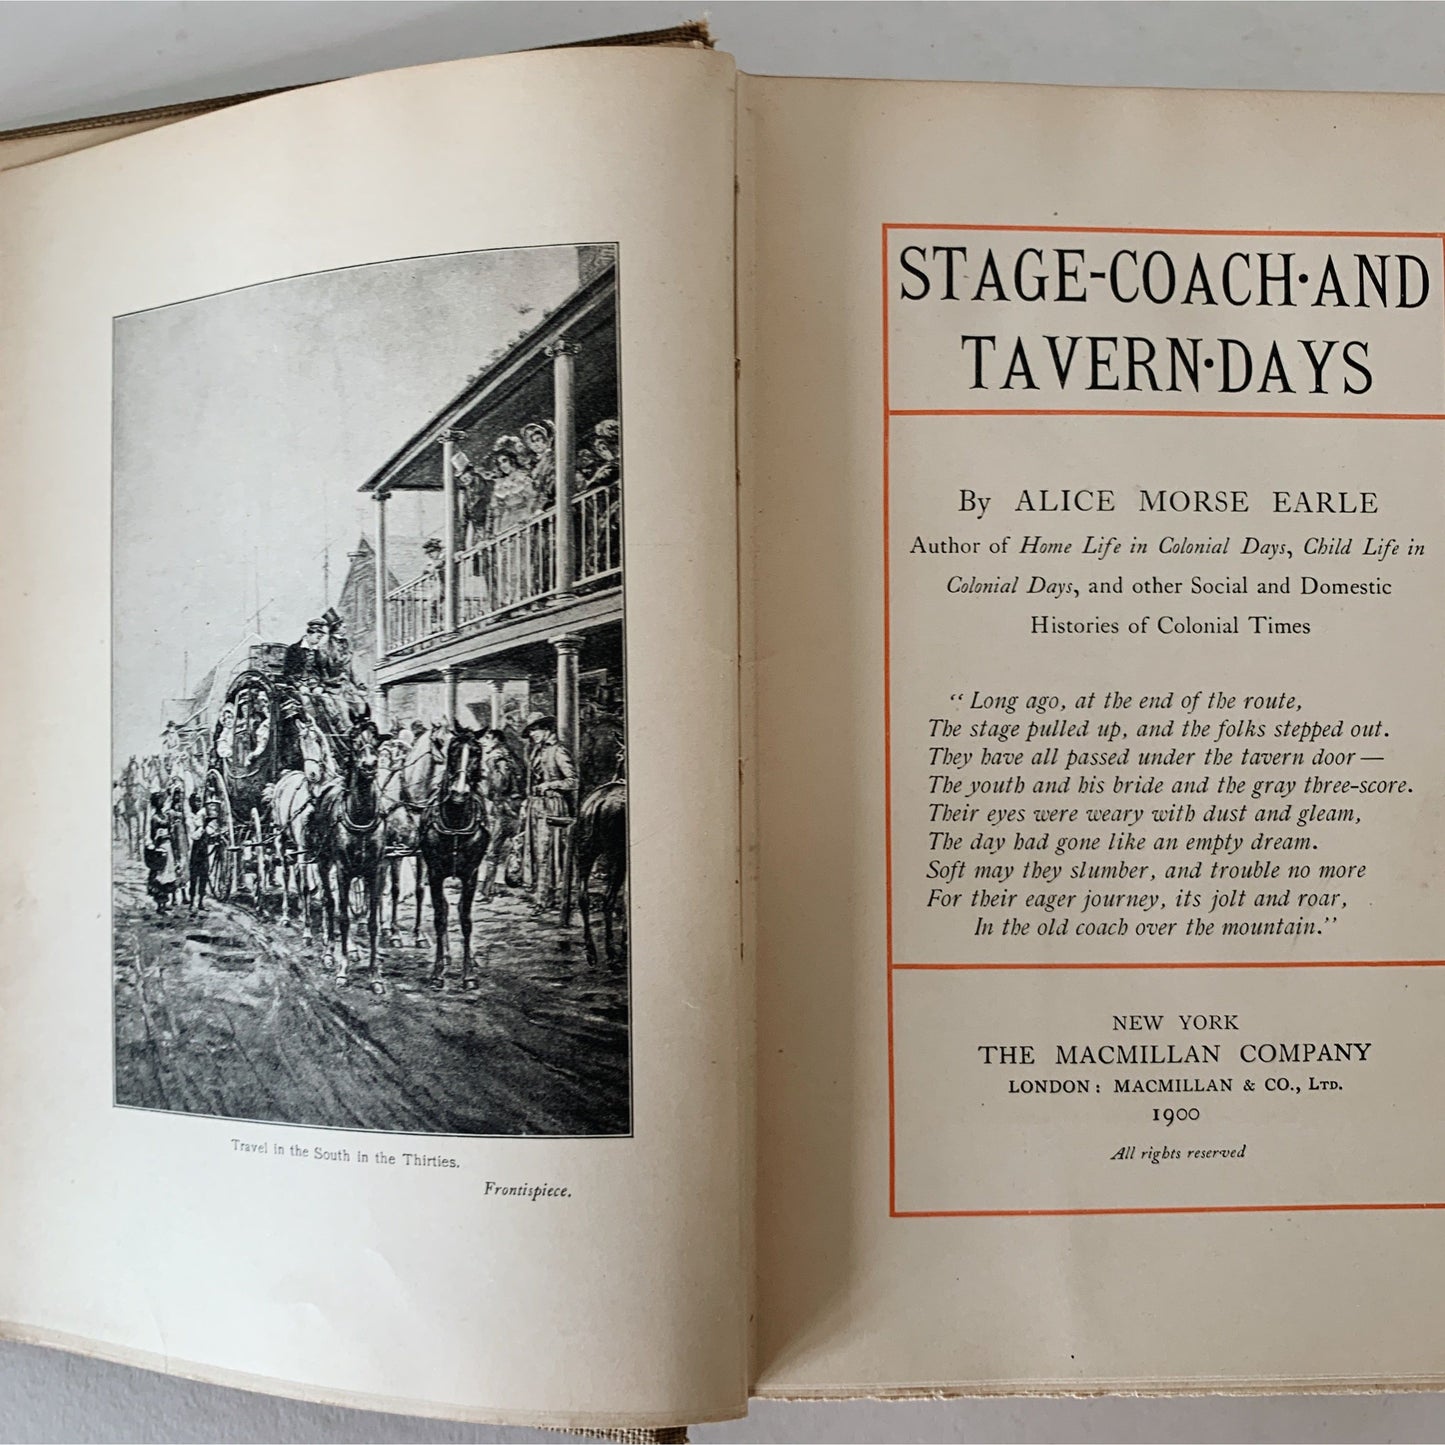 Travel in the South in the Thirties.
Frontispiece.
STAGE-COACH·AND
TAVERN·DAYS
By ALICE MORSE EARLE
Author of Home Life in Colonial Days, Child Life in
Colonial Days, and other Social and Domestic
Histories of Colonial Times
"Long ago, at the end of the route,
The stage pulled up, and the folks stepped out.
They have all passed under the tavern door —
The youth and his bride and the gray three-score.
Their eyes were weary with dust and gleam,
The day had gone like an empty dream.
Soft may they slumber, and trouble no more
For their eager journey, its jolt and roar,
In the old coach over the mountain."
NEW YORK
THE MACMILLAN COMPANY
LONDON: MACMILLAN & CO., LTD.
1900
All rights reserved